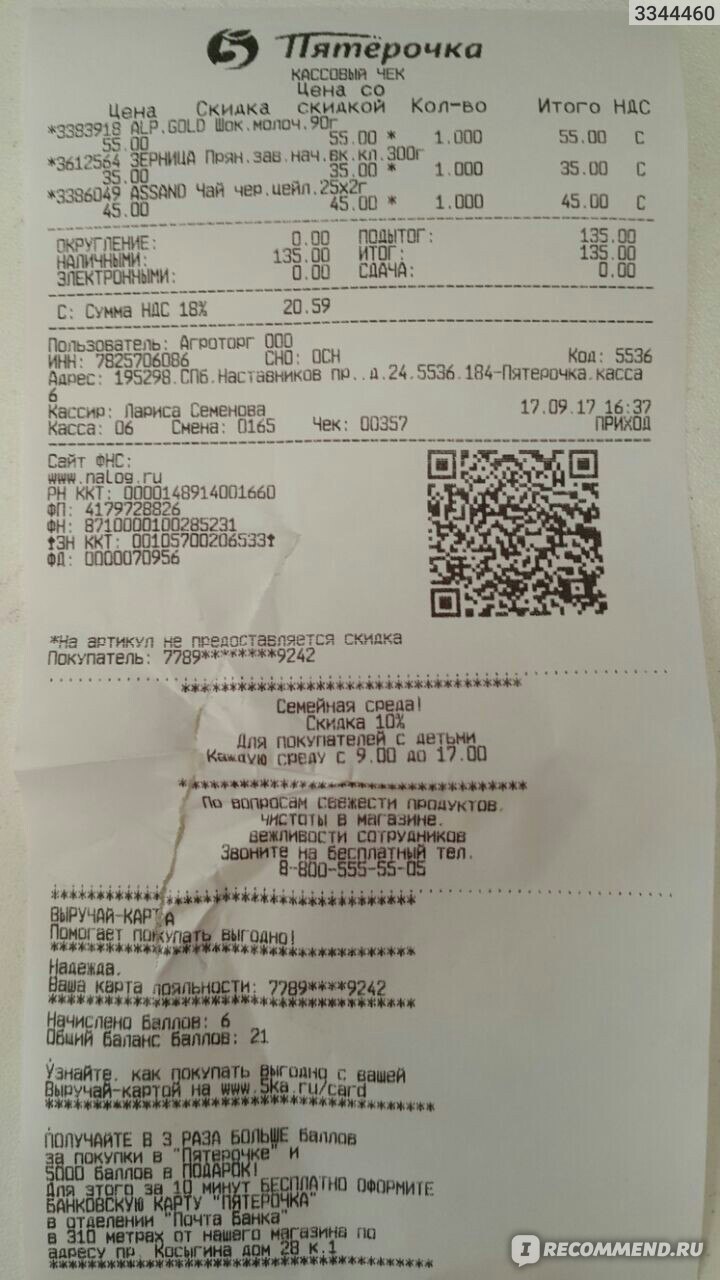 3344460
5 Пятёрочка
КАССОВЫЙ ЧЕК
Цена со
Цена Скидка скидкой Кол-во Итого НДС
*3383918 ALP.GOLD Шок.молоч.90г
55.00 55.00 * 1.000 55.00 С
*3612564 ЗЕРНИЦА Прян.зав.нач.вк.кл.300г
35.00 35.00 * 1.000 35.00 С
*3386049 ASSAND Чай чер.цейл.25х2г
45.00 45.00 * 1.000 45.00 С
ОКРУГЛЕНИЕ: 0.00 ПОДЫТОГ: 135.00
НАЛИЧНЫМИ: 135.00 ИТОГ: 135.00
ЭЛЕКТРОННЫМИ: 0.00 СДАЧА: 0.00
С: Сумма НДС 18% 20.59
Пользователь: Агроторг ООО
ИНН: 7825706086 СНО: ОСН Код: 5536
Адрес: 195298.СПб.Наставников пр..д.24.5536.184-Пятерочка.касса
6
Кассир: Лариса Семенова 17.09.17 16:37
Касса: 06 Смена: 0165 Чек: 00357 ПРИХОД
Сайт ФНС:
www.nalog.ru
РН ККТ: 0000148914001660
ФП: 4179728826
ФН: 8710000100285231
↑ЗН ККТ: 00105700206533↑
ФД: 0000070956
*На артикул не предоставляется скидка
Покупатель: 7789********9242
***********************************
Семейная среда!
Скидка 10%
Для покупателей с детьми
Каждую среду с 9.00 до 17.00
***********************************
По вопросам свежести продуктов.
чистоты в магазине.
вежливости сотрудников
Звоните на бесплатный тел.
8-800-555-55-05
*************************************
ВЫРУЧАЙ-КАРТА
Помогает покупать выгодно!
*************************************
Надежда.
Ваша карта лояльности: 7789****9242
*************************************
Начислено баллов: 6
Общий баланс баллов: 21
Узнайте. как покупать выгодно с вашей
Выручай-картой на www.5ka.ru/card
***************************************
ПОЛУЧАЙТЕ В 3 РАЗА БОЛЬШЕ баллов
за покупки в "Пятерочке" и
5000 баллов в ПОДАРОК!
Для этого за 10 минут БЕСПЛАТНО ОФОРМИТЕ
БАНКОВСКУЮ КАРТУ "ПЯТЕРОЧКА"
в отделении "Почта Банка"
в 310 метрах от нашего магазина по
адресу пр. Косыгина дом 28 к.1
***************************************
IRECOMMEND.RU